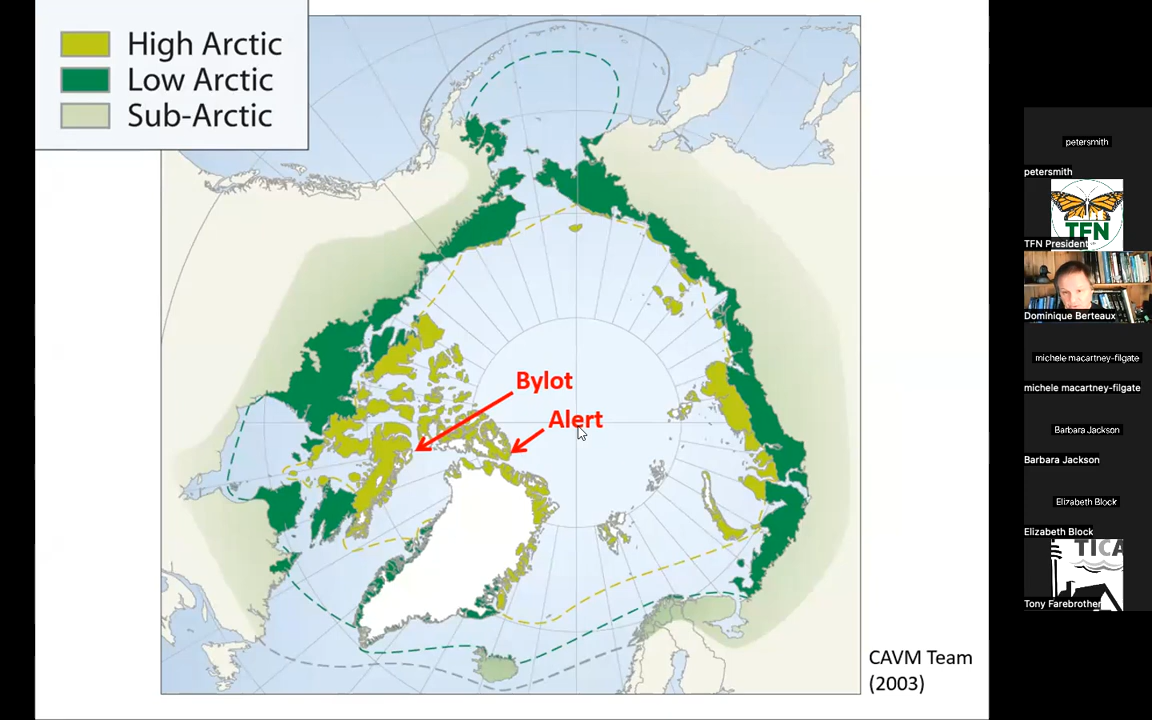 High Arctic
Low Arctic
Sub-Arctic
Bylot
Alert
CAVM Team
(2003)
petersmith
petersmith
TFN
TFN President
Dominique Berteaux
michele macartney-filgate
michele macartney-filgate
Barbara Jackson
Barbara Jackson
Elizabeth Block
Elizabeth Block
TICA
Tony Farebrother